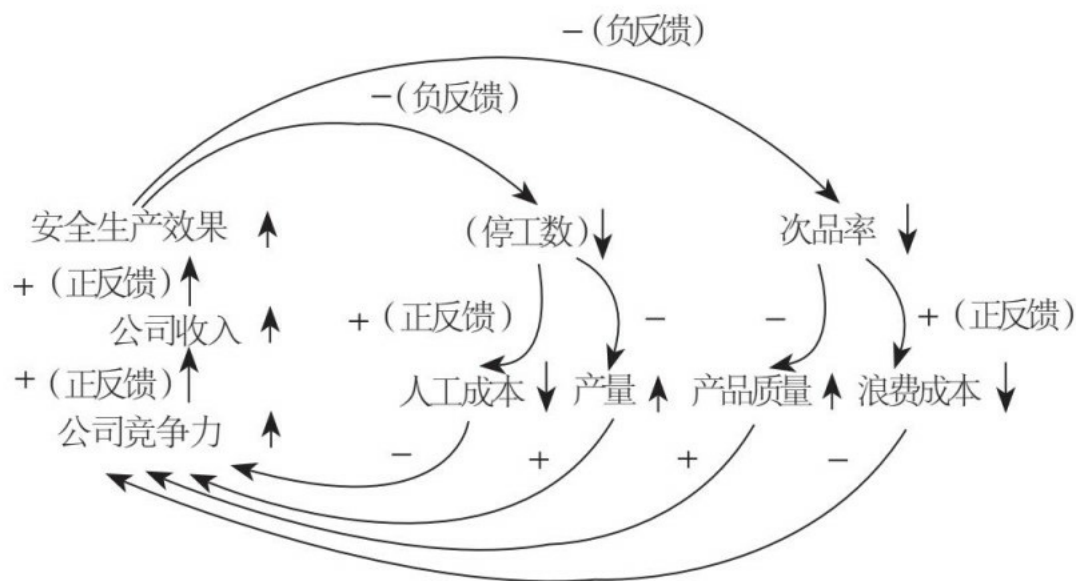 −(负反馈)
−(负反馈)
安全生产效果
(停工数)
次品率
+(正反馈)
公司收入
+(正反馈)
−
−
+(正反馈)
+(正反馈)
人工成本
产量
产品质量
浪费成本
公司竞争力
−
+
+
−